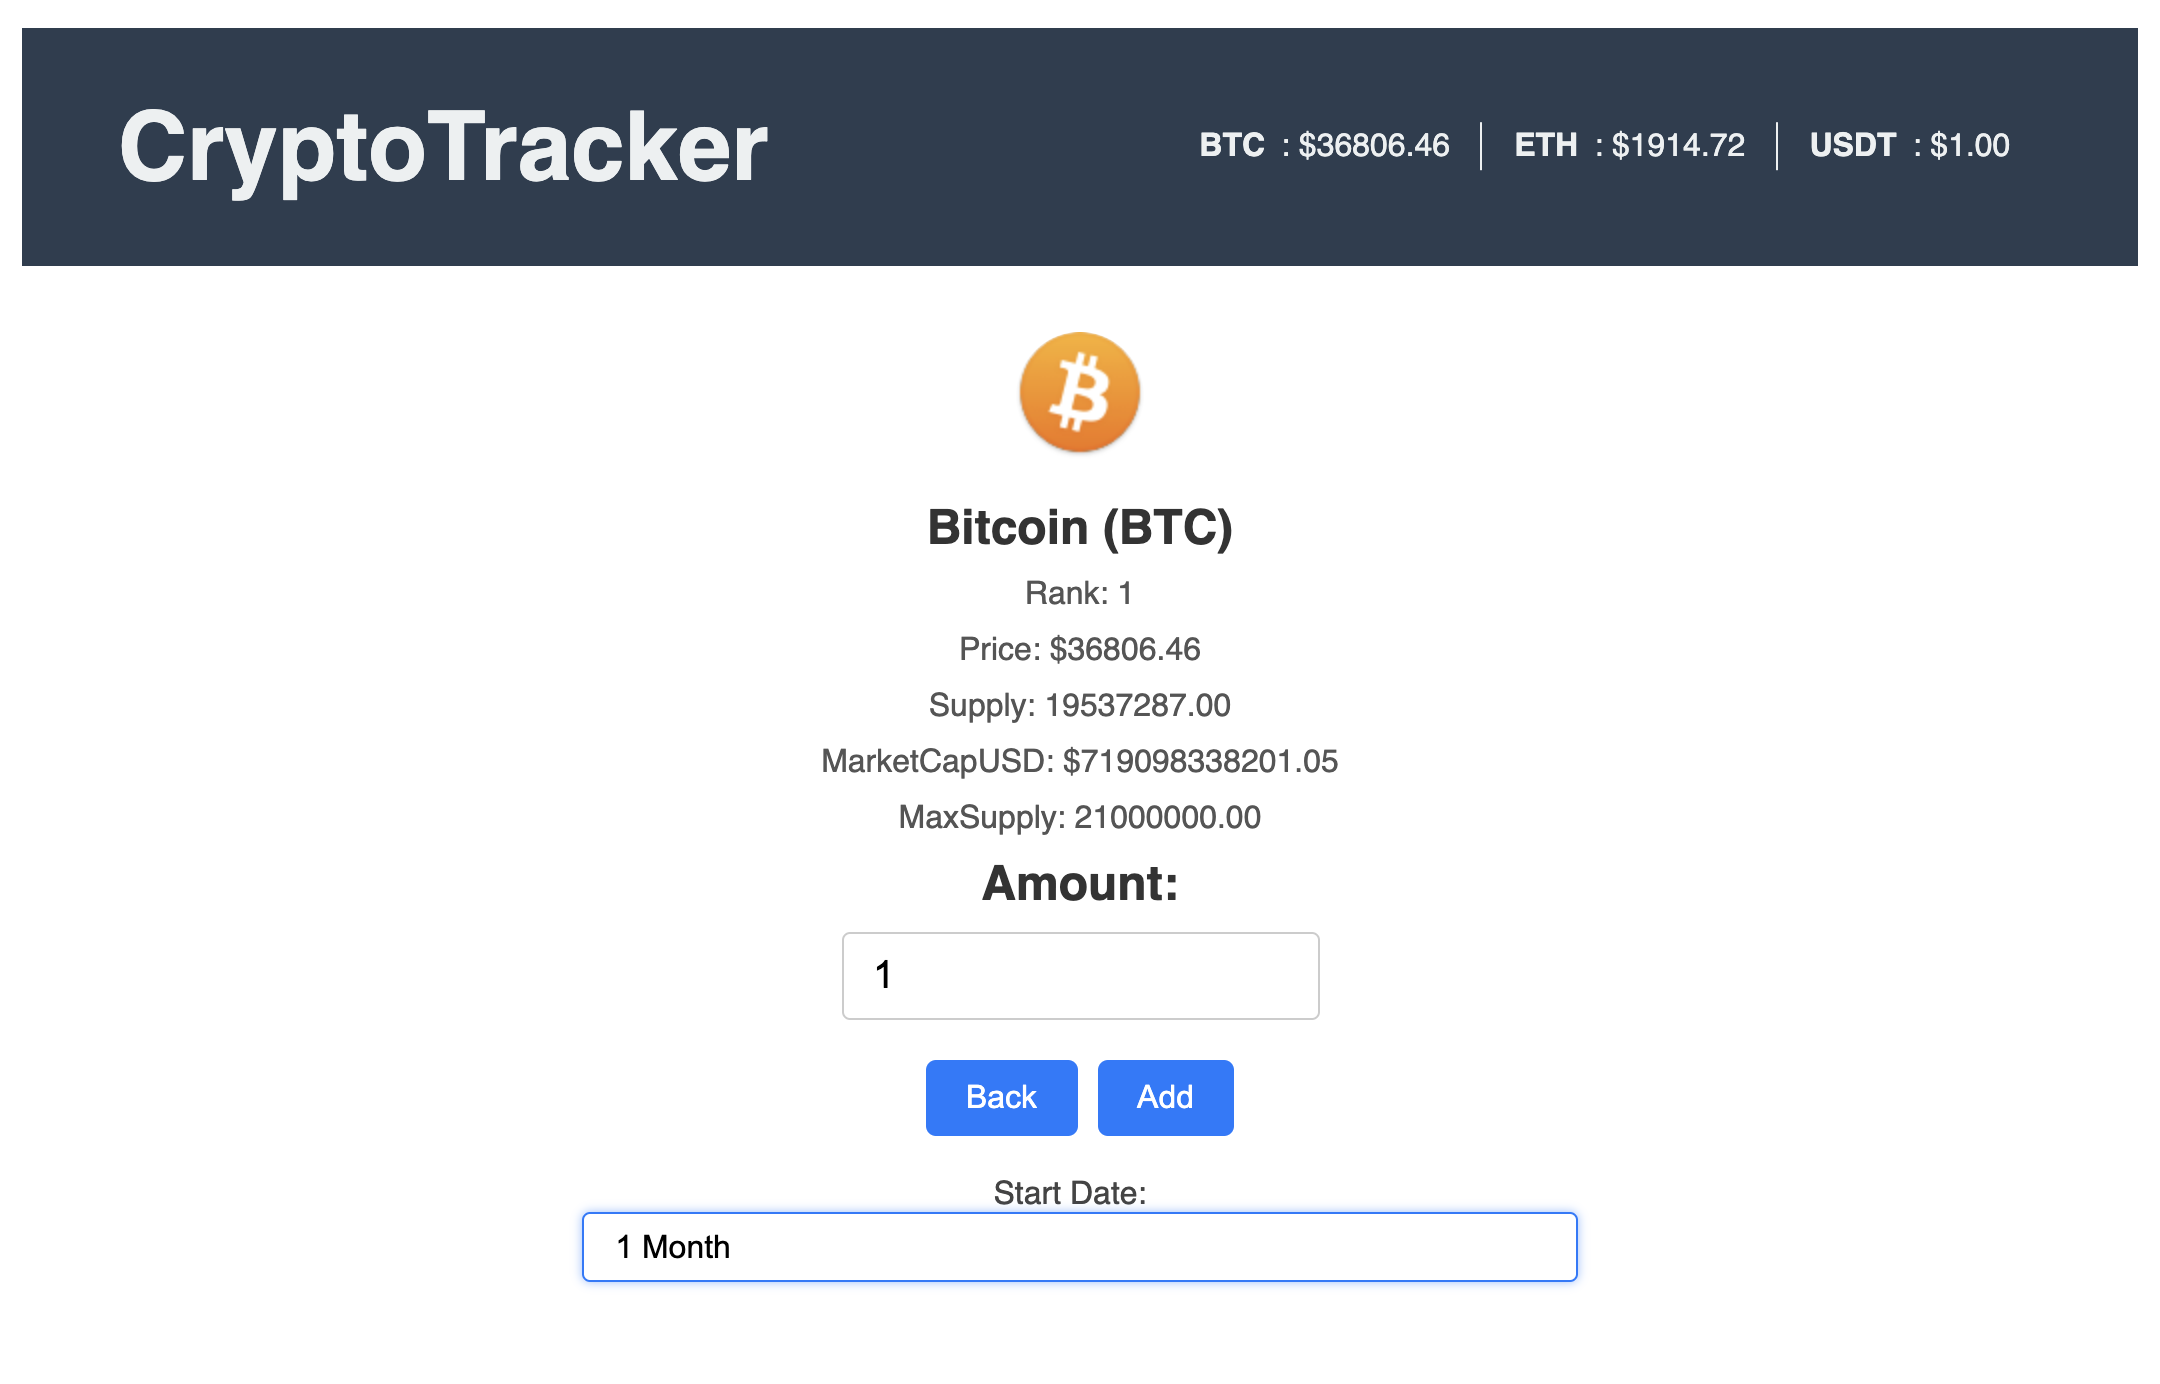 CryptoTracker
BTC : $36806.46
ETH : $1914.72
USDT : $1.00
Bitcoin (BTC)
Rank: 1
Price: $36806.46
Supply: 19537287.00
MarketCapUSD: $719098338201.05
MaxSupply: 21000000.00
Amount:
1
Back
Add
Start Date:
1 Month